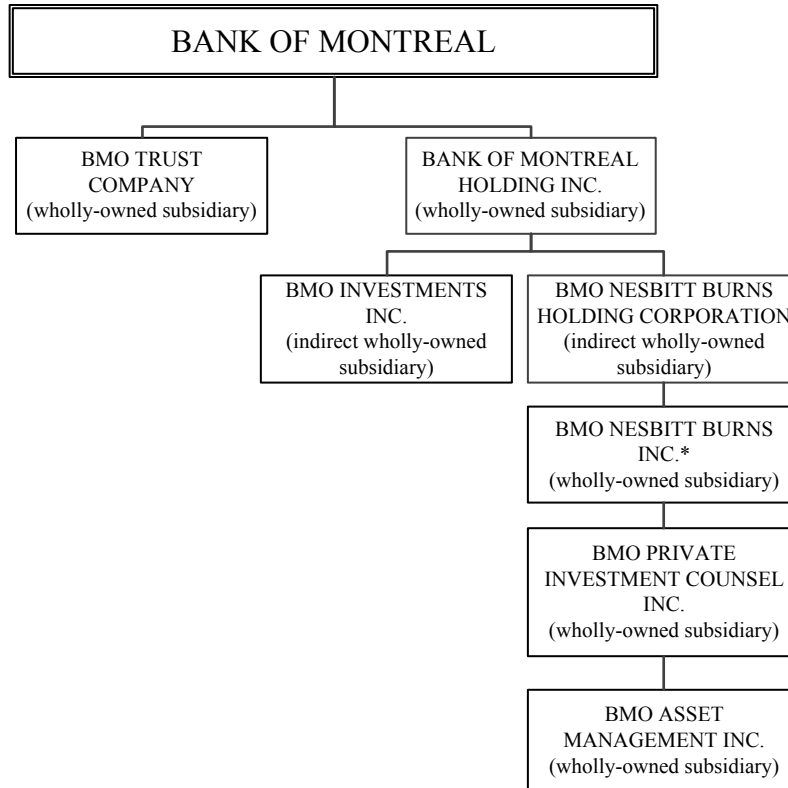 BANK OF MONTREAL
BMO TRUST
COMPANY
(wholly-owned subsidiary)
BANK OF MONTREAL
HOLDING INC.
(wholly-owned subsidiary)
BMO INVESTMENTS
INC.
(indirect wholly-owned
subsidiary)
BMO NESBITT BURNS
HOLDING CORPORATION
(indirect wholly-owned
subsidiary)
BMO NESBITT BURNS
INC.*
(wholly-owned subsidiary)
BMO PRIVATE
INVESTMENT COUNSEL
INC.
(wholly-owned subsidiary)
BMO ASSET
MANAGEMENT INC.
(wholly-owned subsidiary)